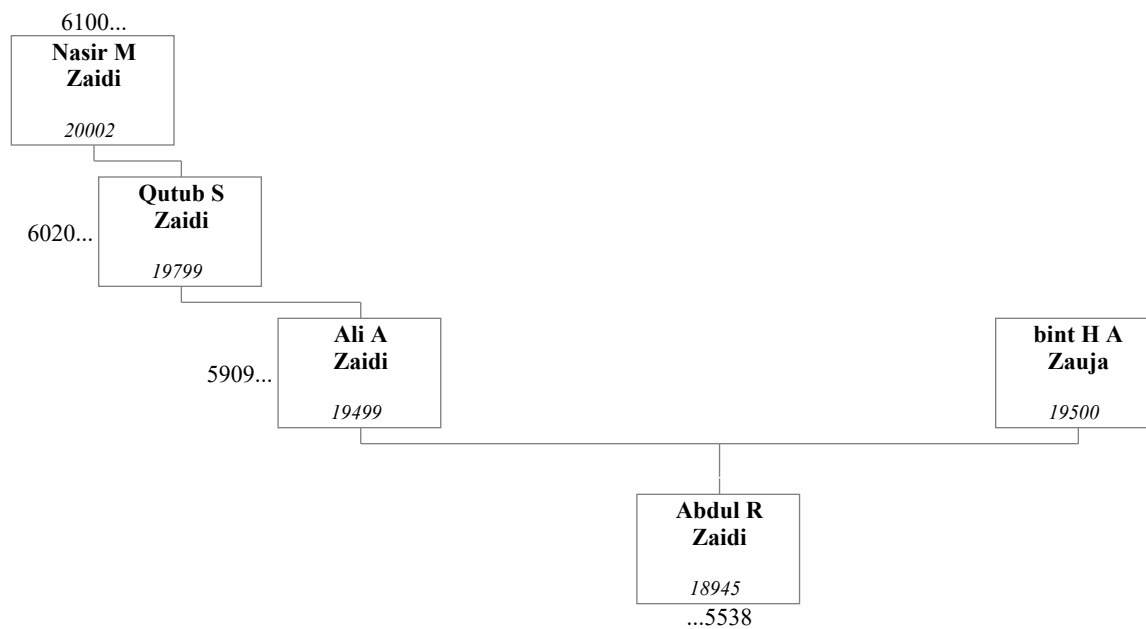 6100...
Nasir M
Zaidi
20002
Qutub S
Zaidi
6020...
19799
Ali A
Zaidi
5909...
19499
bint H A
Zauja
19500
Abdul R
Zaidi
18945
...5538